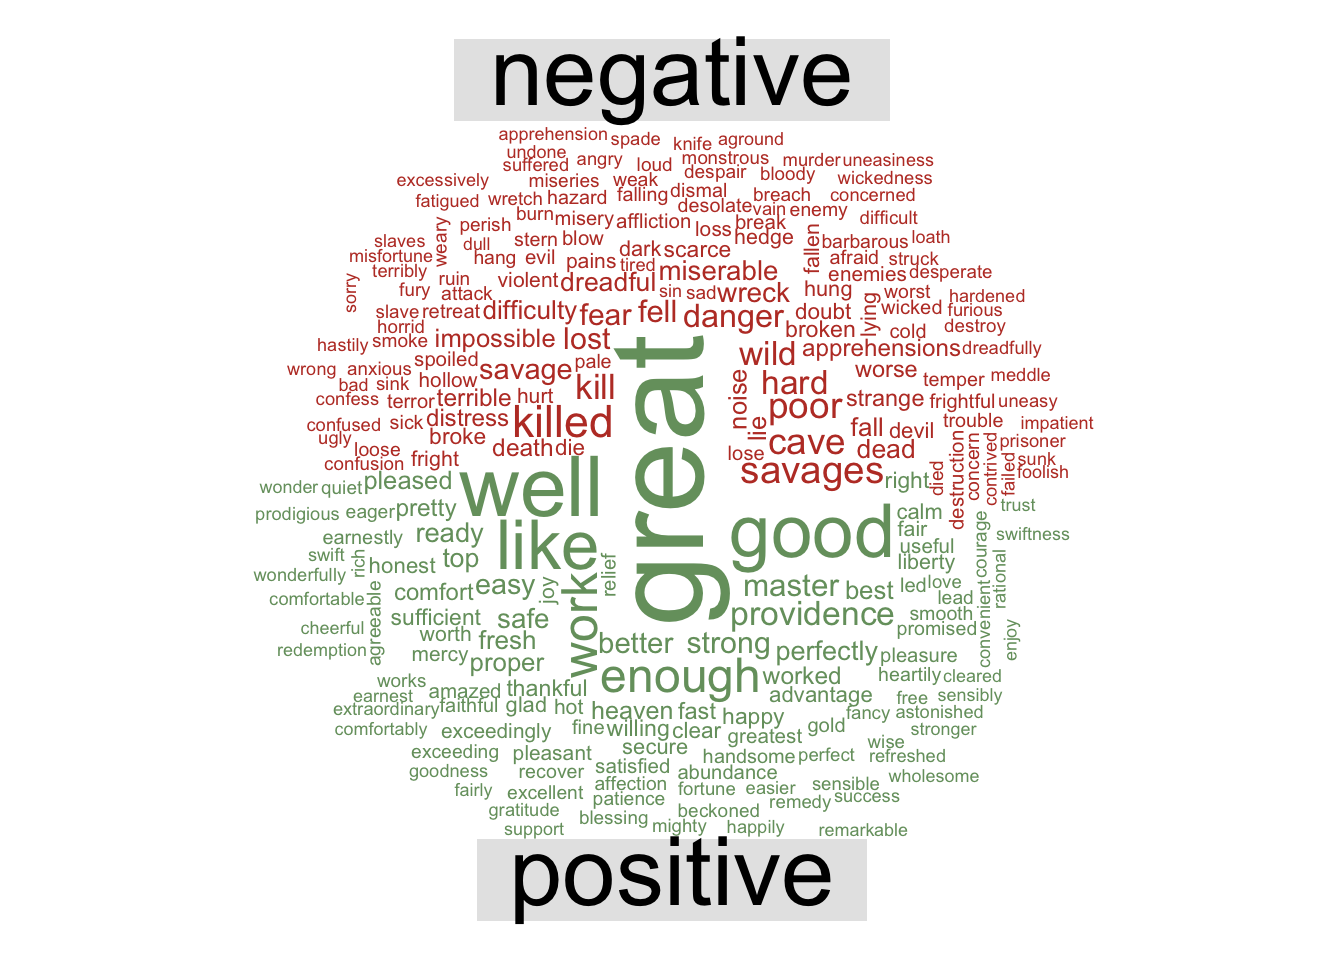 negative
apprehension spade knife aground
undone
suffered angry loud monstrous murder uneasiness
excessively miseries weak despair bloody wickedness
fatigued wretch hazard falling dismal breach concerned
burn misery affliction desolate vain enemy difficult
slaves weary perish stern blow loss break hedge fallen barbarous loath
misfortune dull hang evil pains dark scarce afraid struck
terribly ruin violent dreadful tired miserable enemies desperate
sorry fury attack sin sad wreck hung lying worst hardened
slave retreat difficulty fear fell danger doubt wicked furious
horrid broken cold destroy
hastily smoke impossible lost wild apprehensions dreadfully
wrong anxious spoiled savage pale noise hard worse temper meddle
bad sink hollow kill
confess terror terrible hurt poor strange frightful uneasy
confused sick distress killed lie fall devil trouble impatient
ugly loose broke death die cave dead prisoner
confusion fright lose savages died destruction concern contrived failed sunk
foolish
great
wonder quiet pleased well right trust
prodigious eager pretty good calm
earnestly ready like fair courage swiftness
swift rich honest top relief useful
wonderfully liberty
comfortable agreeable comfort easy joy worke master best led love rational
sufficient safe providence lead convenient
cheerful worth fresh smooth promised enjoy
redemption mercy proper better strong perfectly pleasure
works enough worked heartily cleared
earnest amazed thankful advantage free sensibly
extraordinary faithful glad hot heaven fast happy fancy astonished
comfortably exceedingly fine willing clear greatest gold stronger
exceeding pleasant secure handsome perfect wise refreshed
goodness recover satisfied abundance wholesome
fairly excellent affection fortune easier sensible
gratitude patience beckoned remedy success
support blessing mighty happily remarkable
positive